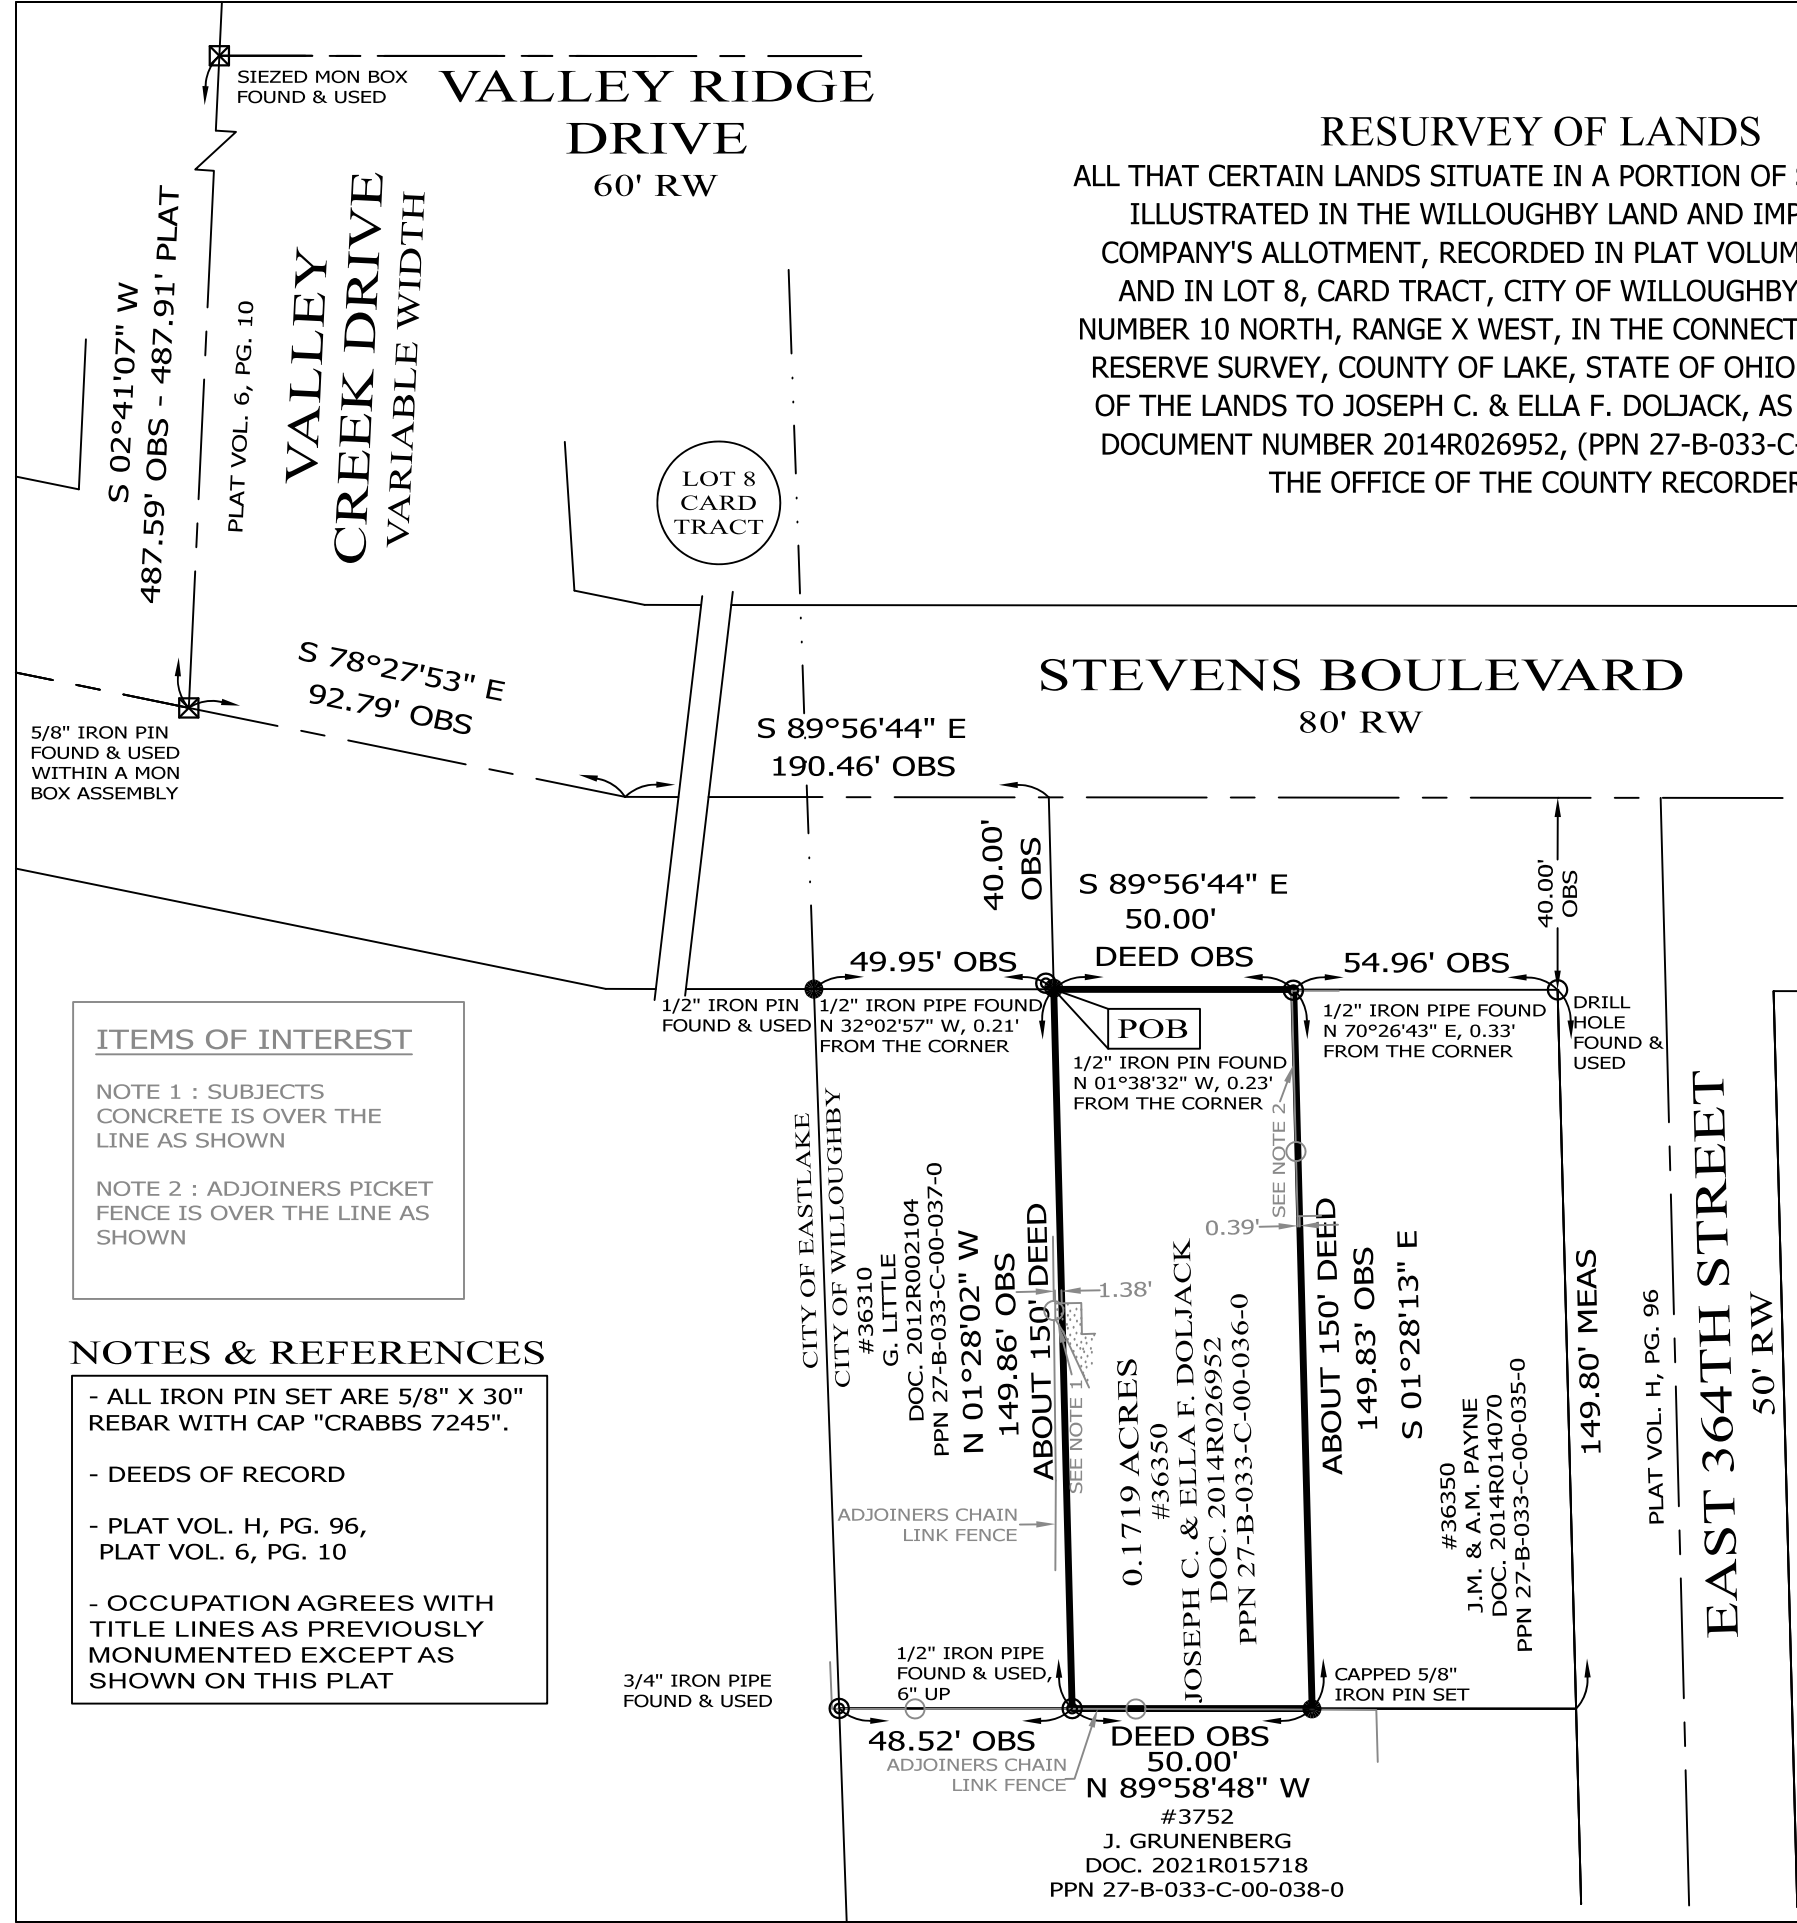 SIEZED MON BOX
FOUND & USED
VALLEY RIDGE
DRIVE
60' RW
RESURVEY OF LANDS
ALL THAT CERTAIN LANDS SITUATE IN A PORTION OF
ILLUSTRATED IN THE WILLOUGHBY LAND AND IMP
COMPANY'S ALLOTMENT, RECORDED IN PLAT VOLUM
AND IN LOT 8, CARD TRACT, CITY OF WILLOUGHBY
NUMBER 10 NORTH, RANGE X WEST, IN THE CONNECT
RESERVE SURVEY, COUNTY OF LAKE, STATE OF OHIO
OF THE LANDS TO JOSEPH C. & ELLA F. DOLJACK, AS
DOCUMENT NUMBER 2014R026952, (PPN 27-B-033-C-
THE OFFICE OF THE COUNTY RECORDER
S 02°41'07" W
487.59' OBS - 487.91' PLAT
PLAT VOL. 6, PG. 10
VALLEY
CREEK DRIVE
VARIABLE WIDTH
LOT 8
CARD
TRACT
S 78°27'53" E
92.79' OBS
5/8" IRON PIN
FOUND & USED
WITHIN A MON
BOX ASSEMBLY
STEVENS BOULEVARD
80' RW
S 89°56'44" E
190.46' OBS
40.00'
OBS
S 89°56'44" E
50.00'
DEED OBS
40.00'
OBS
49.95' OBS
54.96' OBS
1/2" IRON PIN
FOUND & USED
1/2" IRON PIPE FOUND
N 32°02'57" W, 0.21'
FROM THE CORNER
POB
1/2" IRON PIN FOUND
N 01°38'32" W, 0.23'
FROM THE CORNER
1/2" IRON PIPE FOUND
N 70°26'43" E, 0.33'
FROM THE CORNER
DRILL
HOLE
FOUND &
USED
ITEMS OF INTEREST
NOTE 1 : SUBJECTS
CONCRETE IS OVER THE
LINE AS SHOWN
NOTE 2 : ADJOINERS PICKET
FENCE IS OVER THE LINE AS
SHOWN
CITY OF EASTLAKE
CITY OF WILLOUGHBY
#36310
G. LITTLE
DOC. 2012R002104
PPN 27-B-033-C-00-037-0
N 01°28'02" W
149.86' OBS
ABOUT 150' DEED
SEE NOTE 1
1.38'
SEE NOTE 2
0.39'
0.1719 ACRES
#36350
JOSEPH C. & ELLA F. DOLJACK
DOC. 2014R026952
PPN 27-B-033-C-00-036-0
ABOUT 150' DEED
149.83' OBS
S 01°28'13" E
#36350
J.M. & A.M. PAYNE
DOC. 2014R014070
PPN 27-B-033-C-00-035-0
149.80' MEAS
PLAT VOL. H, PG. 96
EAST 364TH STREET
50' RW
ADJOINERS CHAIN
LINK FENCE
NOTES & REFERENCES
- ALL IRON PIN SET ARE 5/8" X 30"
REBAR WITH CAP "CRABBS 7245".
- DEEDS OF RECORD
- PLAT VOL. H, PG. 96,
PLAT VOL. 6, PG. 10
- OCCUPATION AGREES WITH
TITLE LINES AS PREVIOUSLY
MONUMENTED EXCEPT AS
SHOWN ON THIS PLAT
3/4" IRON PIPE
FOUND & USED
1/2" IRON PIPE
FOUND & USED,
6" UP
CAPPED 5/8"
IRON PIN SET
48.52' OBS
ADJOINERS CHAIN
LINK FENCE
DEED OBS
50.00'
N 89°58'48" W
#3752
J. GRUNENBERG
DOC. 2021R015718
PPN 27-B-033-C-00-038-0